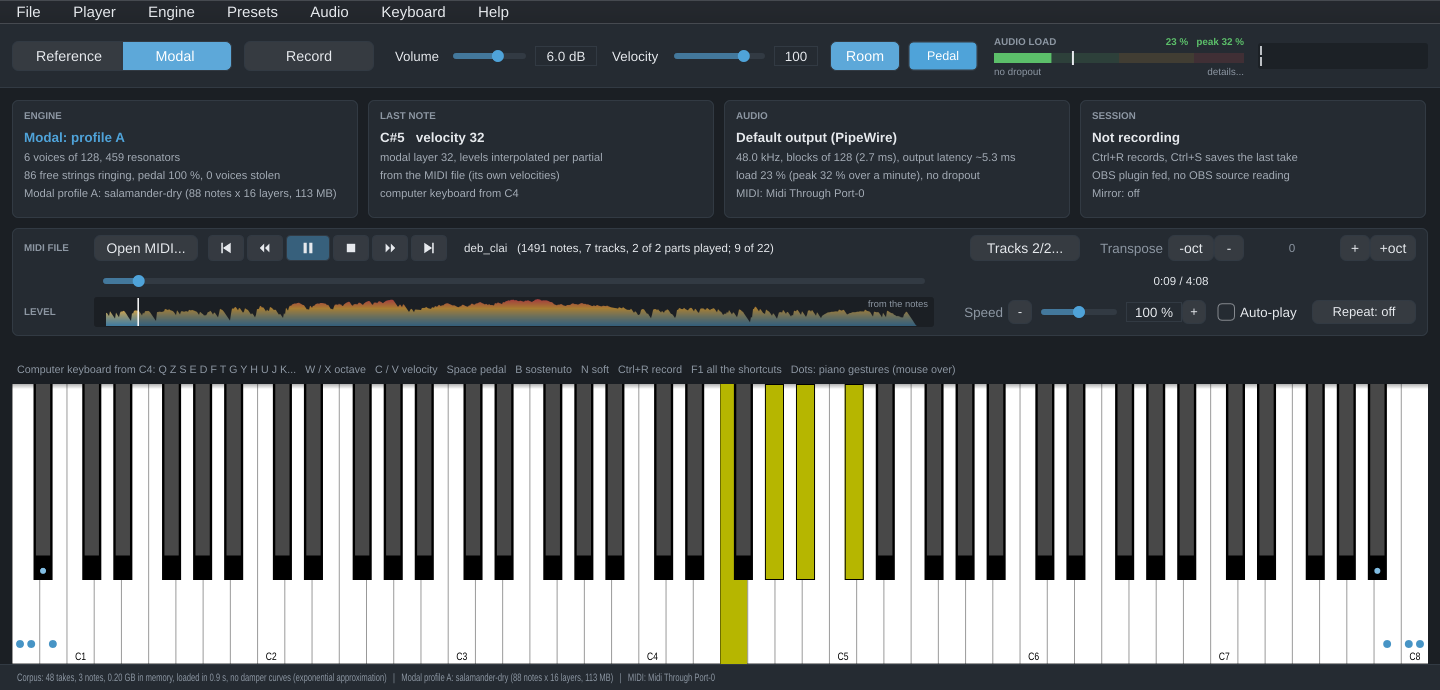 File Player Engine Presets Audio Keyboard Help
Reference Modal Record Volume 6.0 dB Velocity 100 Room Pedal
AUDIO LOAD 23 % peak 32 %
no dropout details...
ENGINE
Modal: profile A
6 voices of 128, 459 resonators
86 free strings ringing, pedal 100 %, 0 voices stolen
Modal profile A: salamander-dry (88 notes x 16 layers, 113 MB)
LAST NOTE
C#5 velocity 32
modal layer 32, levels interpolated per partial
from the MIDI file (its own velocities)
computer keyboard from C4
AUDIO
Default output (PipeWire)
48.0 kHz, blocks of 128 (2.7 ms), output latency ~5.3 ms
load 23 % (peak 32 % over a minute), no dropout
MIDI: Midi Through Port-0
SESSION
Not recording
Ctrl+R records, Ctrl+S saves the last take
OBS plugin fed, no OBS source reading
Mirror: off
MIDI FILE Open MIDI... deb_clai (1491 notes, 7 tracks, 2 of 2 parts played; 9 of 22) Tracks 2/2... Transpose -oct - 0 + +oct
0:09 / 4:08
LEVEL from the notes Speed - 100 % + Auto-play Repeat: off
Computer keyboard from C4: Q Z S E D F T G Y H U J K... W / X octave C / V velocity Space pedal B sostenuto N soft Ctrl+R record F1 all the shortcuts Dots: piano gestures (mouse over)
C1 C2 C3 C4 C5 C6 C7 C8
Corpus: 48 takes, 3 notes, 0.20 GB in memory, loaded in 0.9 s, no damper curves (exponential approximation) | Modal profile A: salamander-dry (88 notes x 16 layers, 113 MB) | MIDI: Midi Through Port-0